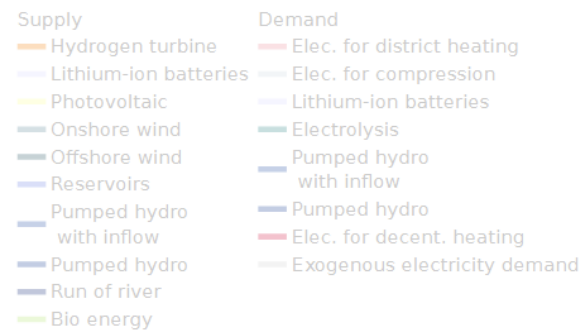 Supply
Hydrogen turbine
Lithium-ion batteries
Photovoltaic
Onshore wind
Offshore wind
Reservoirs
Pumped hydro
with inflow
Pumped hydro
Run of river
Bio energy
Demand
Elec. for district heating
Elec. for compression
Lithium-ion batteries
Electrolysis
Pumped hydro
with inflow
Pumped hydro
Elec. for decent. heating
Exogenous electricity demand